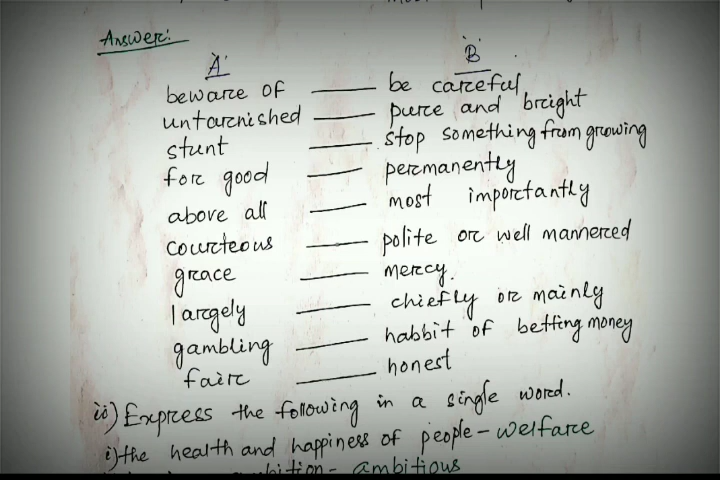 Answer:
A B
beware of — be careful
untarnished — pure and bright
stunt — stop something from growing
for good — permanently
above all — most importantly
courteous — polite or well mannered
grace — mercy.
largely — chiefly or mainly
gambling — habbit of betting money
fair — honest
ii) Express the following in a single word.
i) the health and happiness of people - welfare
ambition - ambitious